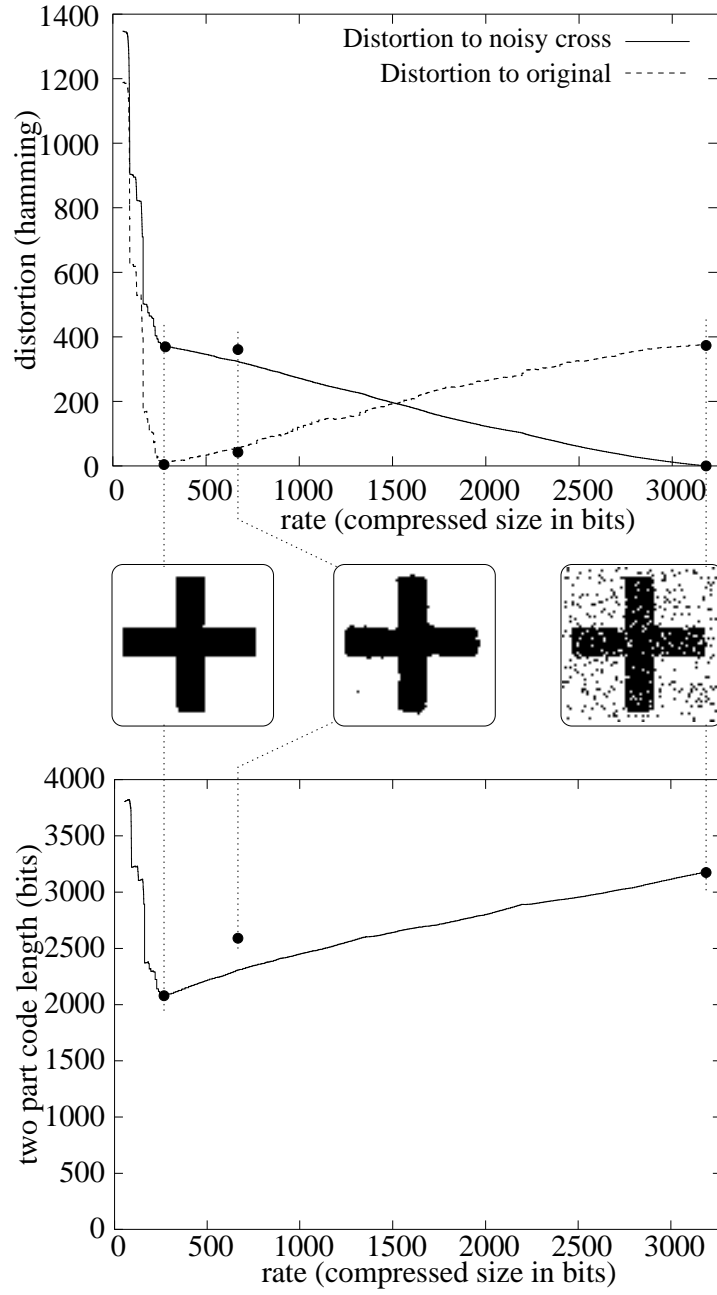 1400
1200
1000
800
600
400
200
0
distortion (hamming)
Distortion to noisy cross
Distortion to original
0 500 1000 1500 2000 2500 3000
rate (compressed size in bits)
4000
3500
3000
2500
2000
1500
1000
500
0
two part code length (bits)
0 500 1000 1500 2000 2500 3000
rate (compressed size in bits)